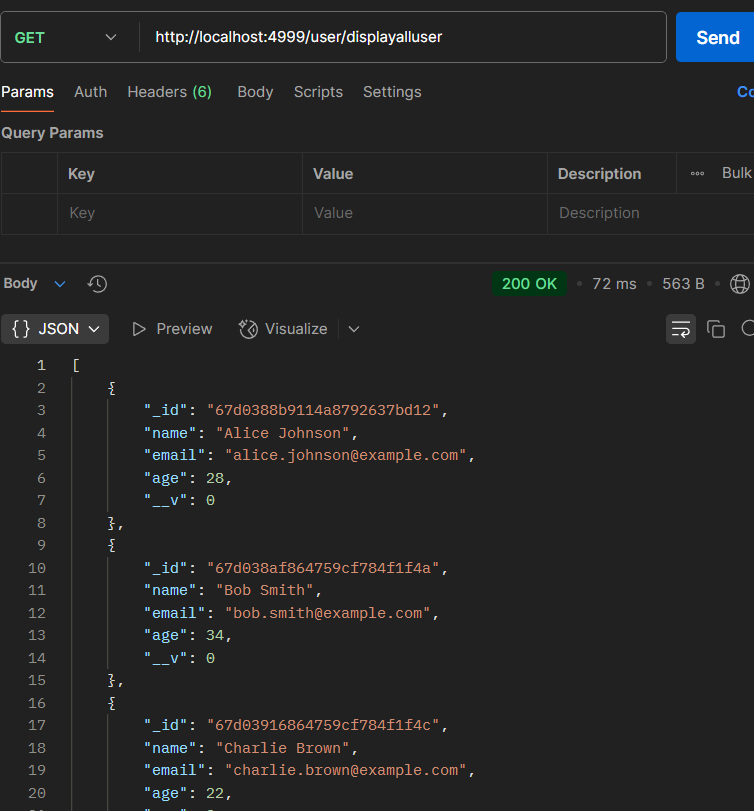 GET http://localhost:4999/user/displayalluser Send
Params Auth Headers (6) Body Scripts Settings Co
Query Params
Key Value Description Bulk
Key Value Description
Body 200 OK • 72 ms • 563 B •
{} JSON Preview Visualize
1 [
2 {
3 "_id": "67d0388b9114a8792637bd12",
4 "name": "Alice Johnson",
5 "email": "alice.johnson@example.com",
6 "age": 28,
7 "__v": 0
8 },
9 {
10 "_id": "67d038af864759cf784f1f4a",
11 "name": "Bob Smith",
12 "email": "bob.smith@example.com",
13 "age": 34,
14 "__v": 0
15 },
16 {
17 "_id": "67d03916864759cf784f1f4c",
18 "name": "Charlie Brown",
19 "email": "charlie.brown@example.com",
20 "age": 22,